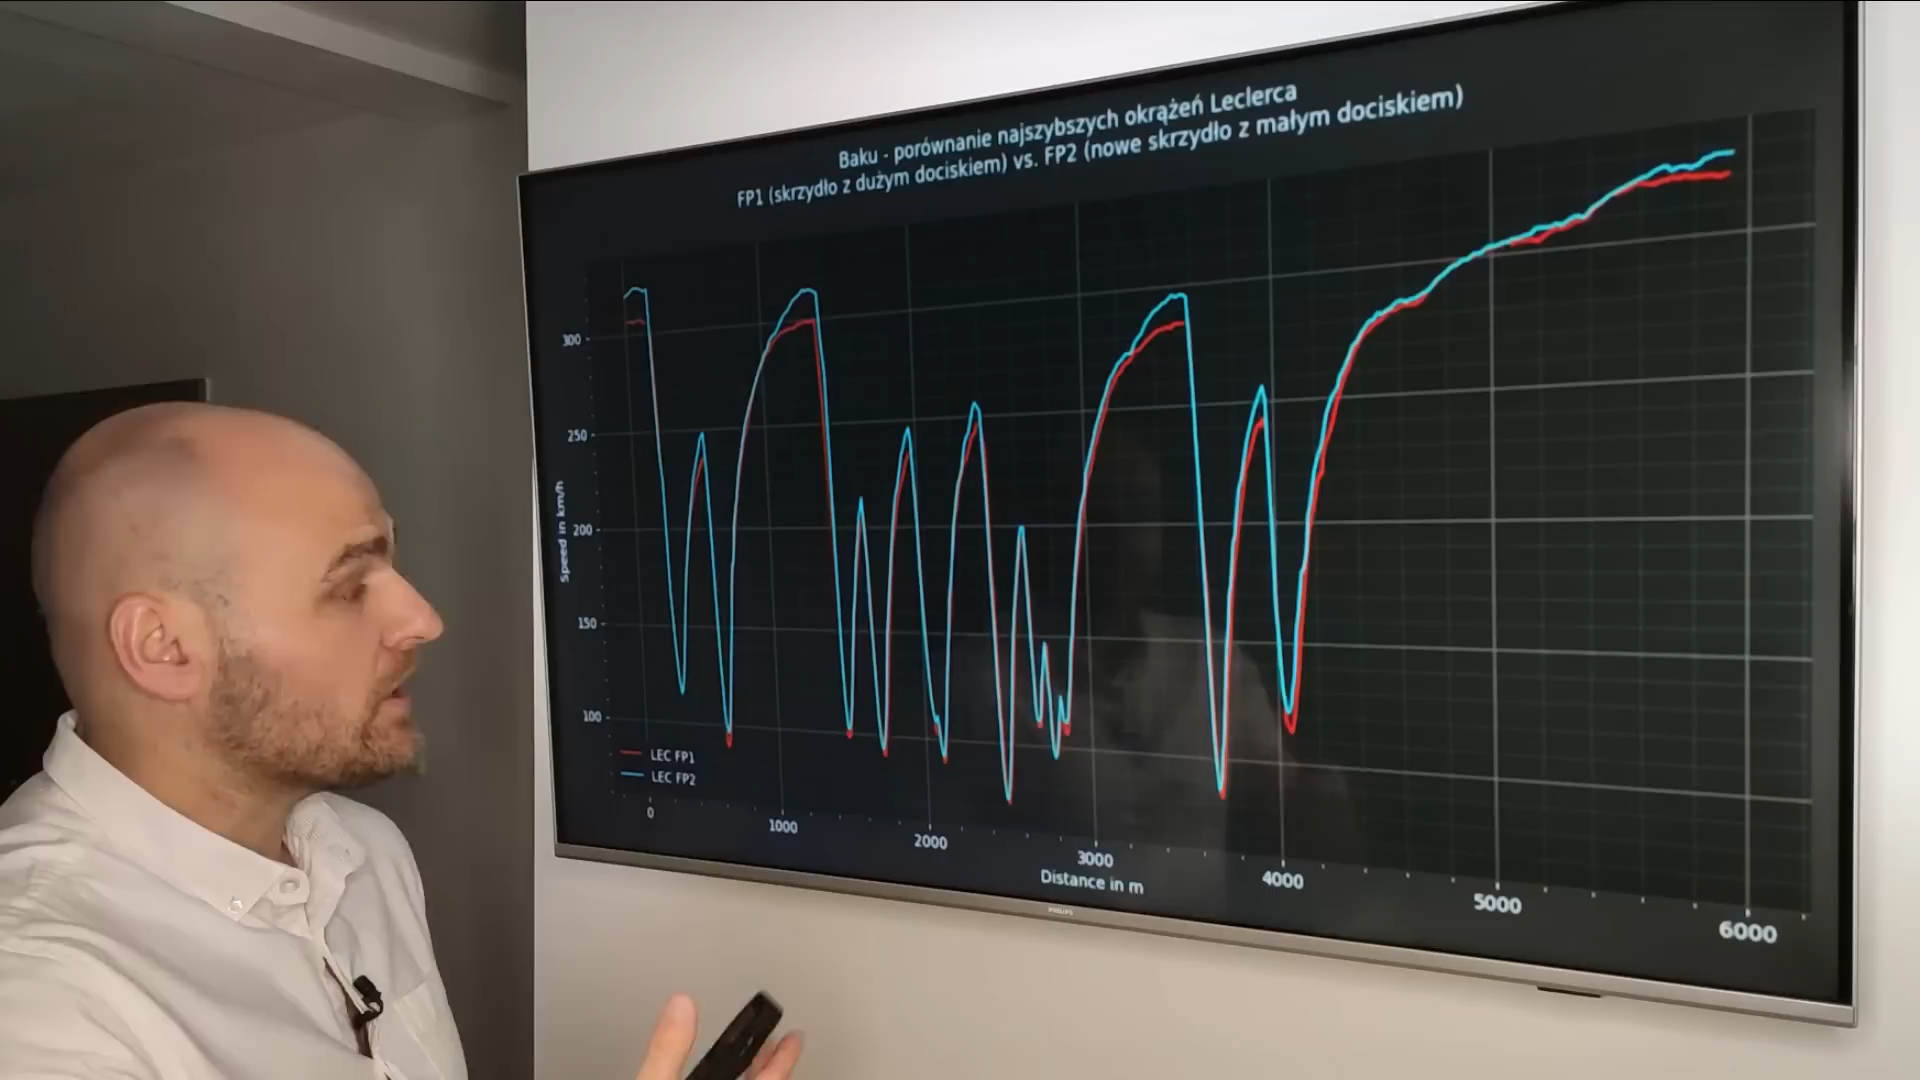 Baku - porównanie najszybszych okrążeń Leclerca
FP1 (skrzydło z dużym dociskiem) vs. FP2 (nowe skrzydło z małym dociskiem)
300
250
200
150
100
Speed in km/h
LEC FP1
LEC FP2
0
1000
2000
3000
4000
5000
6000
Distance in m
PHILIPS